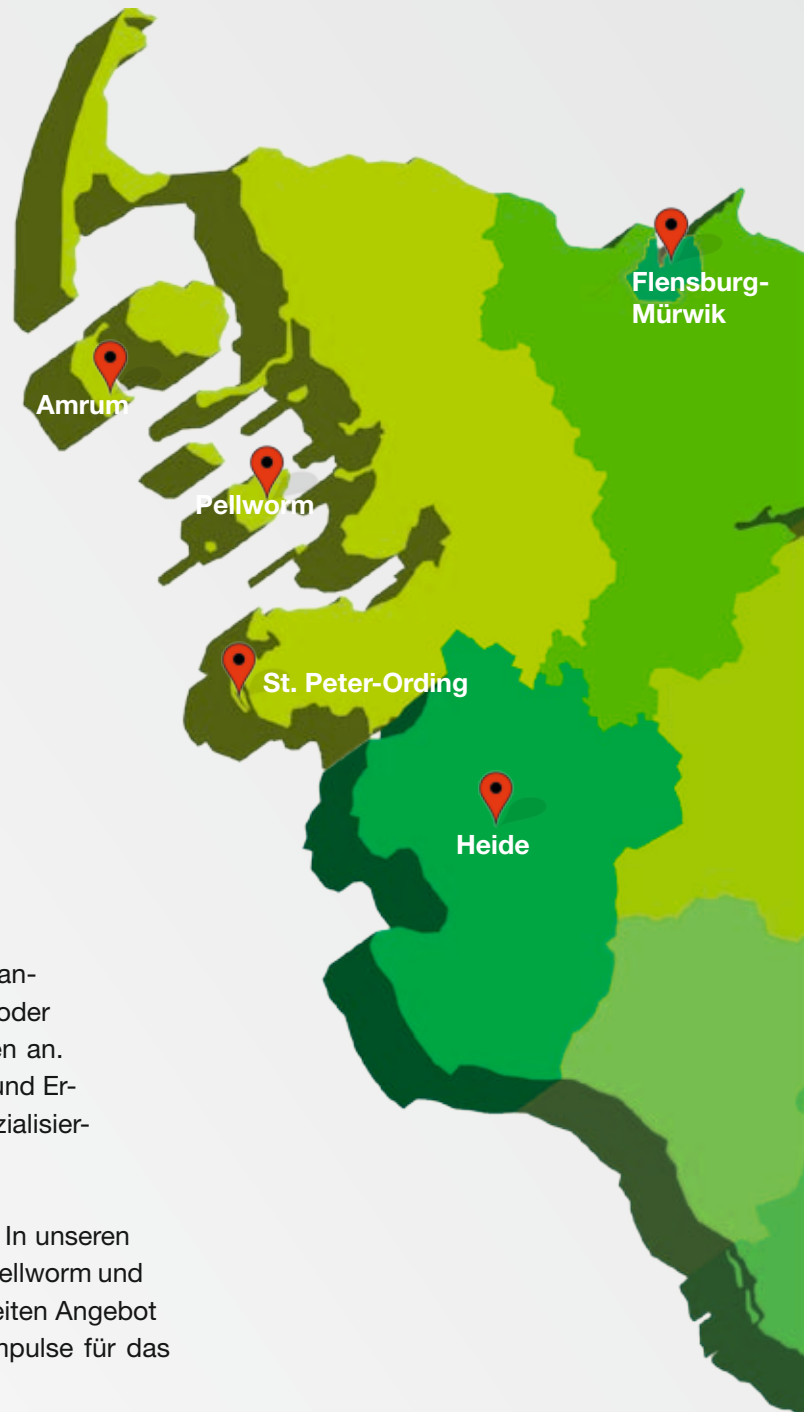 Flensburg-
Mürwik
Amrum
Pellworm
St. Peter-Ording
Heide
an-
oder
en an.
und Er-
zialisier-
In unseren
ellworm und
eiten Angebot
npulse für das